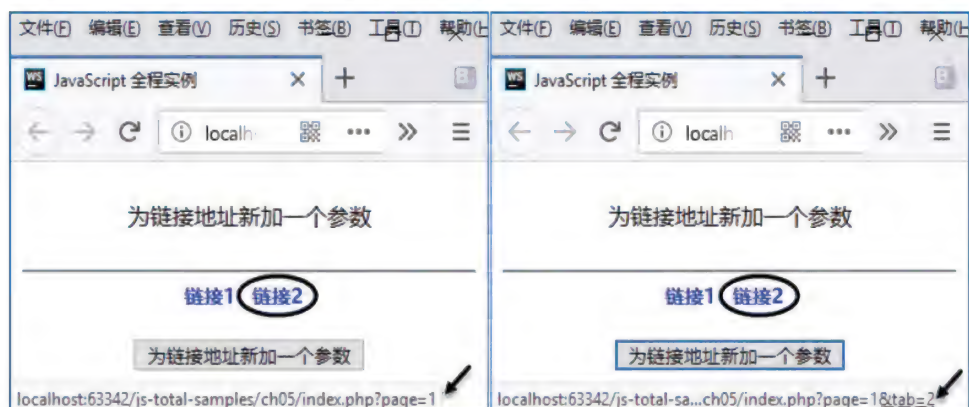 文件(F) 编辑(E) 查看(V) 历史(S) 书签(B) 工具(T) 帮助(H
JavaScript 全程实例
localh
为链接地址新加一个参数
链接1 链接2
为链接地址新加一个参数
localhost:63342/js-total-samples/ch05/index.php?page=1
文件(F) 编辑(E) 查看(V) 历史(S) 书签(B) 工具(T) 帮助(H
JavaScript 全程实例
localh
为链接地址新加一个参数
链接1 链接2
为链接地址新加一个参数
localhost:63342/js-total-sa...ch05/index.php?page=1&tab=2